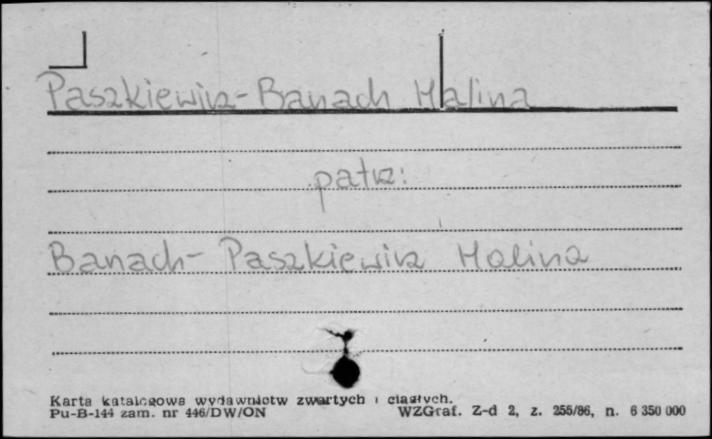 Paszkiewicz-Banach Halina
patrz:
Banach-Paszkiewicz Halina
Karta katalogowa wydawnictw zwartych i ciągłych.
Pu-B-144 zam. nr 446/DW/ON WZGraf. Z-d 2, z. 255/86, n. 6 350 000